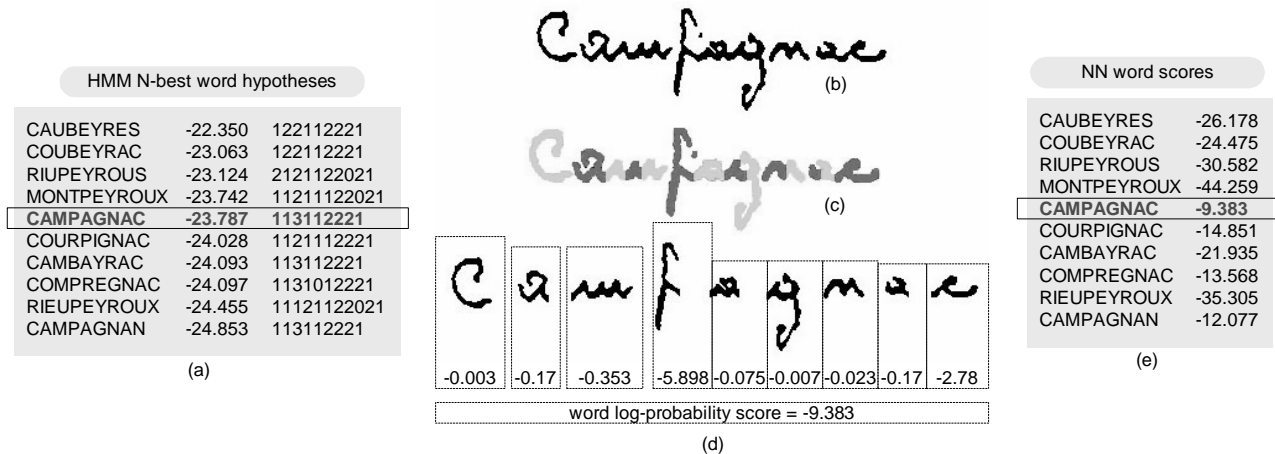 HMM N-best word hypotheses
CAUBEYRES -22.350 122112221
COUBEYRAC -23.063 122112221
RIUPEYROUS -23.124 2121122021
MONTPEYROUX -23.742 11211122021
CAMPAGNAC -23.787 113112221
COURPIGNAC -24.028 1121112221
CAMBAYRAC -24.093 113112221
COMPREGNAC -24.097 1131012221
RIEUPEYROUX -24.455 11121122021
CAMPAGNAN -24.853 113112221
(a)
Campagnac
(b)
Campagnac
(c)
C a m p a g n a c
-0.003 -0.17 -0.353 -5.898 -0.075 -0.007 -0.023 -0.17 -2.78
word log-probability score = -9.383
(d)
NN word scores
CAUBEYRES -26.178
COUBEYRAC -24.475
RIUPEYROUS -30.582
MONTPEYROUX -44.259
CAMPAGNAC -9.383
COURPIGNAC -14.851
CAMBAYRAC -21.935
COMPREGNAC -13.568
RIEUPEYROUX -35.305
CAMPAGNAN -12.077
(e)